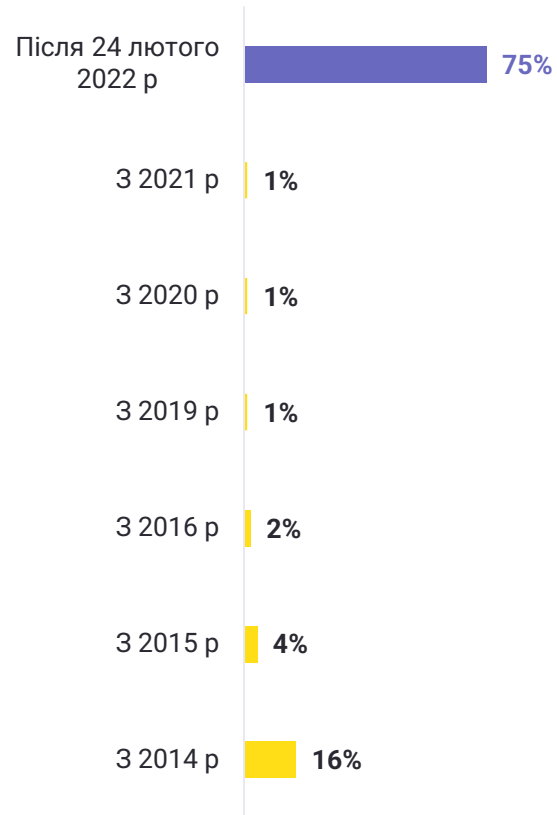 Після 24 лютого
2022 р
75%
З 2021 р
1%
З 2020 р
1%
З 2019 р
1%
З 2016 р
2%
З 2015 р
4%
З 2014 р
16%